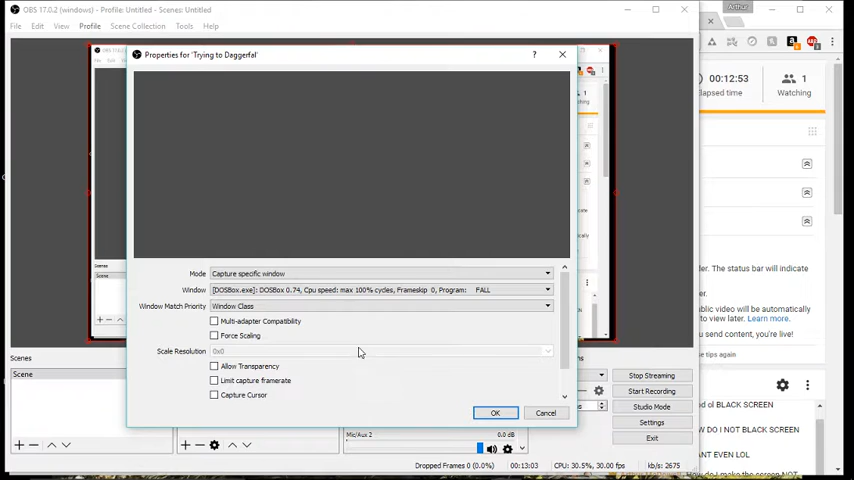 OBS 17.0.2 (windows) - Profile: Untitled - Scenes: Untitled
Arthur
File Edit View Profile Scene Collection Tools Help
Properties for 'Trying to Daggerfal'
00:12:53
1
Elapsed time
Watching
Mode Capture specific window
Window [DOSBox.exe]: DOSBox 0.74, Cpu speed: max 100% cycles, Frameskip 0, Program: FALL
Window Match Priority Window Class
Multi-adapter Compatibility
Force Scaling
Scale Resolution 0x0
Allow Transparency
Limit capture framerate
Capture Cursor
OK Cancel
Scenes
Scene
Mic/Aux 2
0.0 dB
Stop Streaming
Start Recording
Studio Mode
Settings
Exit
Dropped Frames 0 (0.0%) 00:13:03 CPU: 30.5%, 30.00 fps kb/s: 2675
. The status bar will indicate
public video will be automatically
to view later. Learn more.
u send content, you're live!
e tips again
nd of BLACK SCREEN
W DO I NOT BLACK SCREEN
ANT EVEN LOL
How do I make the screen NOT